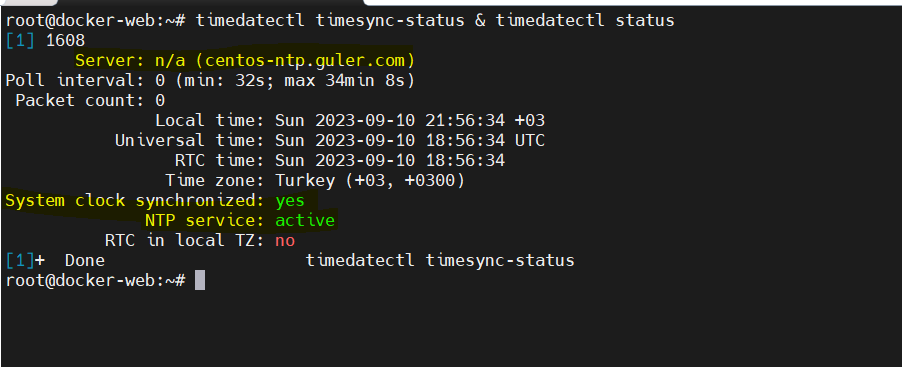 root@docker-web:~# timedatectl timesync-status & timedatectl status
[1] 1608
Server: n/a (centos-ntp.guler.com)
Poll interval: 0 (min: 32s; max 34min 8s)
Packet count: 0
Local time: Sun 2023-09-10 21:56:34 +03
Universal time: Sun 2023-09-10 18:56:34 UTC
RTC time: Sun 2023-09-10 18:56:34
Time zone: Turkey (+03, +0300)
System clock synchronized: yes
NTP service: active
RTC in local TZ: no
[1]+  Done                    timedatectl timesync-status
root@docker-web:~#